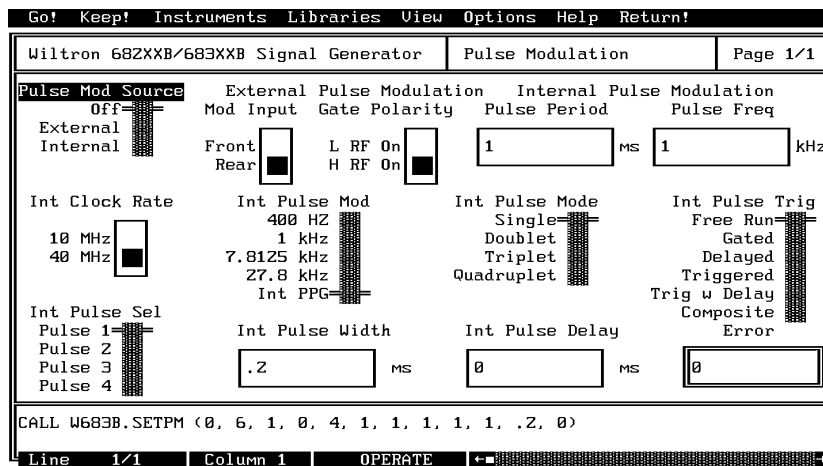 Go! Keep! Instruments Libraries View Options Help Return!
Wiltron 682XXB/683XXB Signal Generator Pulse Modulation Page 1/1
Pulse Mod Source External Pulse Modulation Internal Pulse Modulation
Off Mod Input Gate Polarity Pulse Period Pulse Freq
External
Internal Front L RF On 1 ms 1 kHz
Rear H RF On
Int Clock Rate Int Pulse Mod Int Pulse Mode Int Pulse Trig
400 HZ Single Free Run
10 MHz 1 kHz Doublet Gated
40 MHz 7.8125 kHz Triplet Delayed
27.8 kHz Quadruplet Triggered
Int PPG Trig w Delay
Int Pulse Sel Composite
Pulse 1 Int Pulse Width Int Pulse Delay Error
Pulse 2
Pulse 3 .2 ms 0 ms 0
Pulse 4
CALL W683B.SETPM (0, 6, 1, 0, 4, 1, 1, 1, 1, 1, .2, 0)
Line 1/1 Column 1 OPERATE